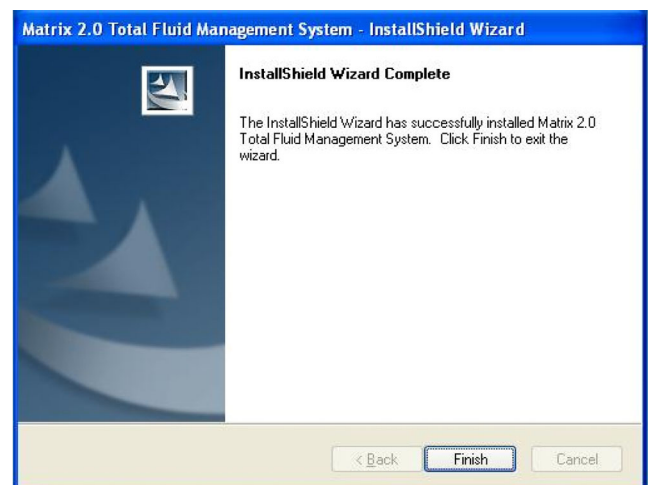 Matrix 2.0 Total Fluid Management System - InstallShield Wizard
InstallShield Wizard Complete
The InstallShield Wizard has successfully installed Matrix 2.0
Total Fluid Management System. Click Finish to exit the
wizard.
< Back Finish Cancel